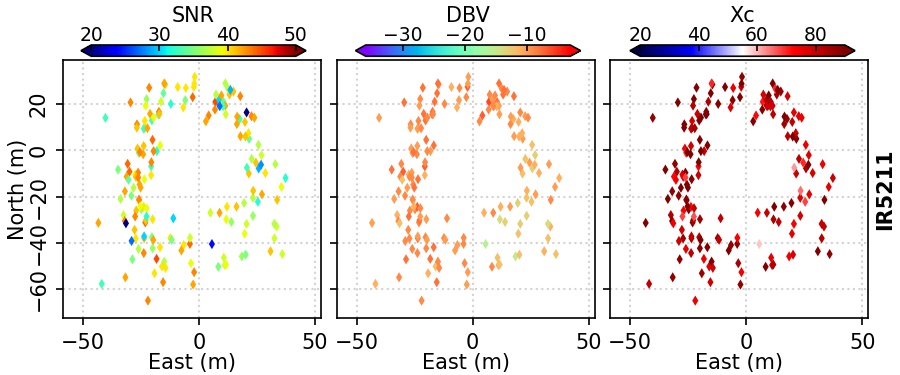 SNR DBV Xc
20 30 40 50 −30 −20 −10 20 40 60 80
North (m)
20
0
−20
−40
−60
−50 0 50 −50 0 50 −50 0 50
East (m) East (m) East (m)
IR5211